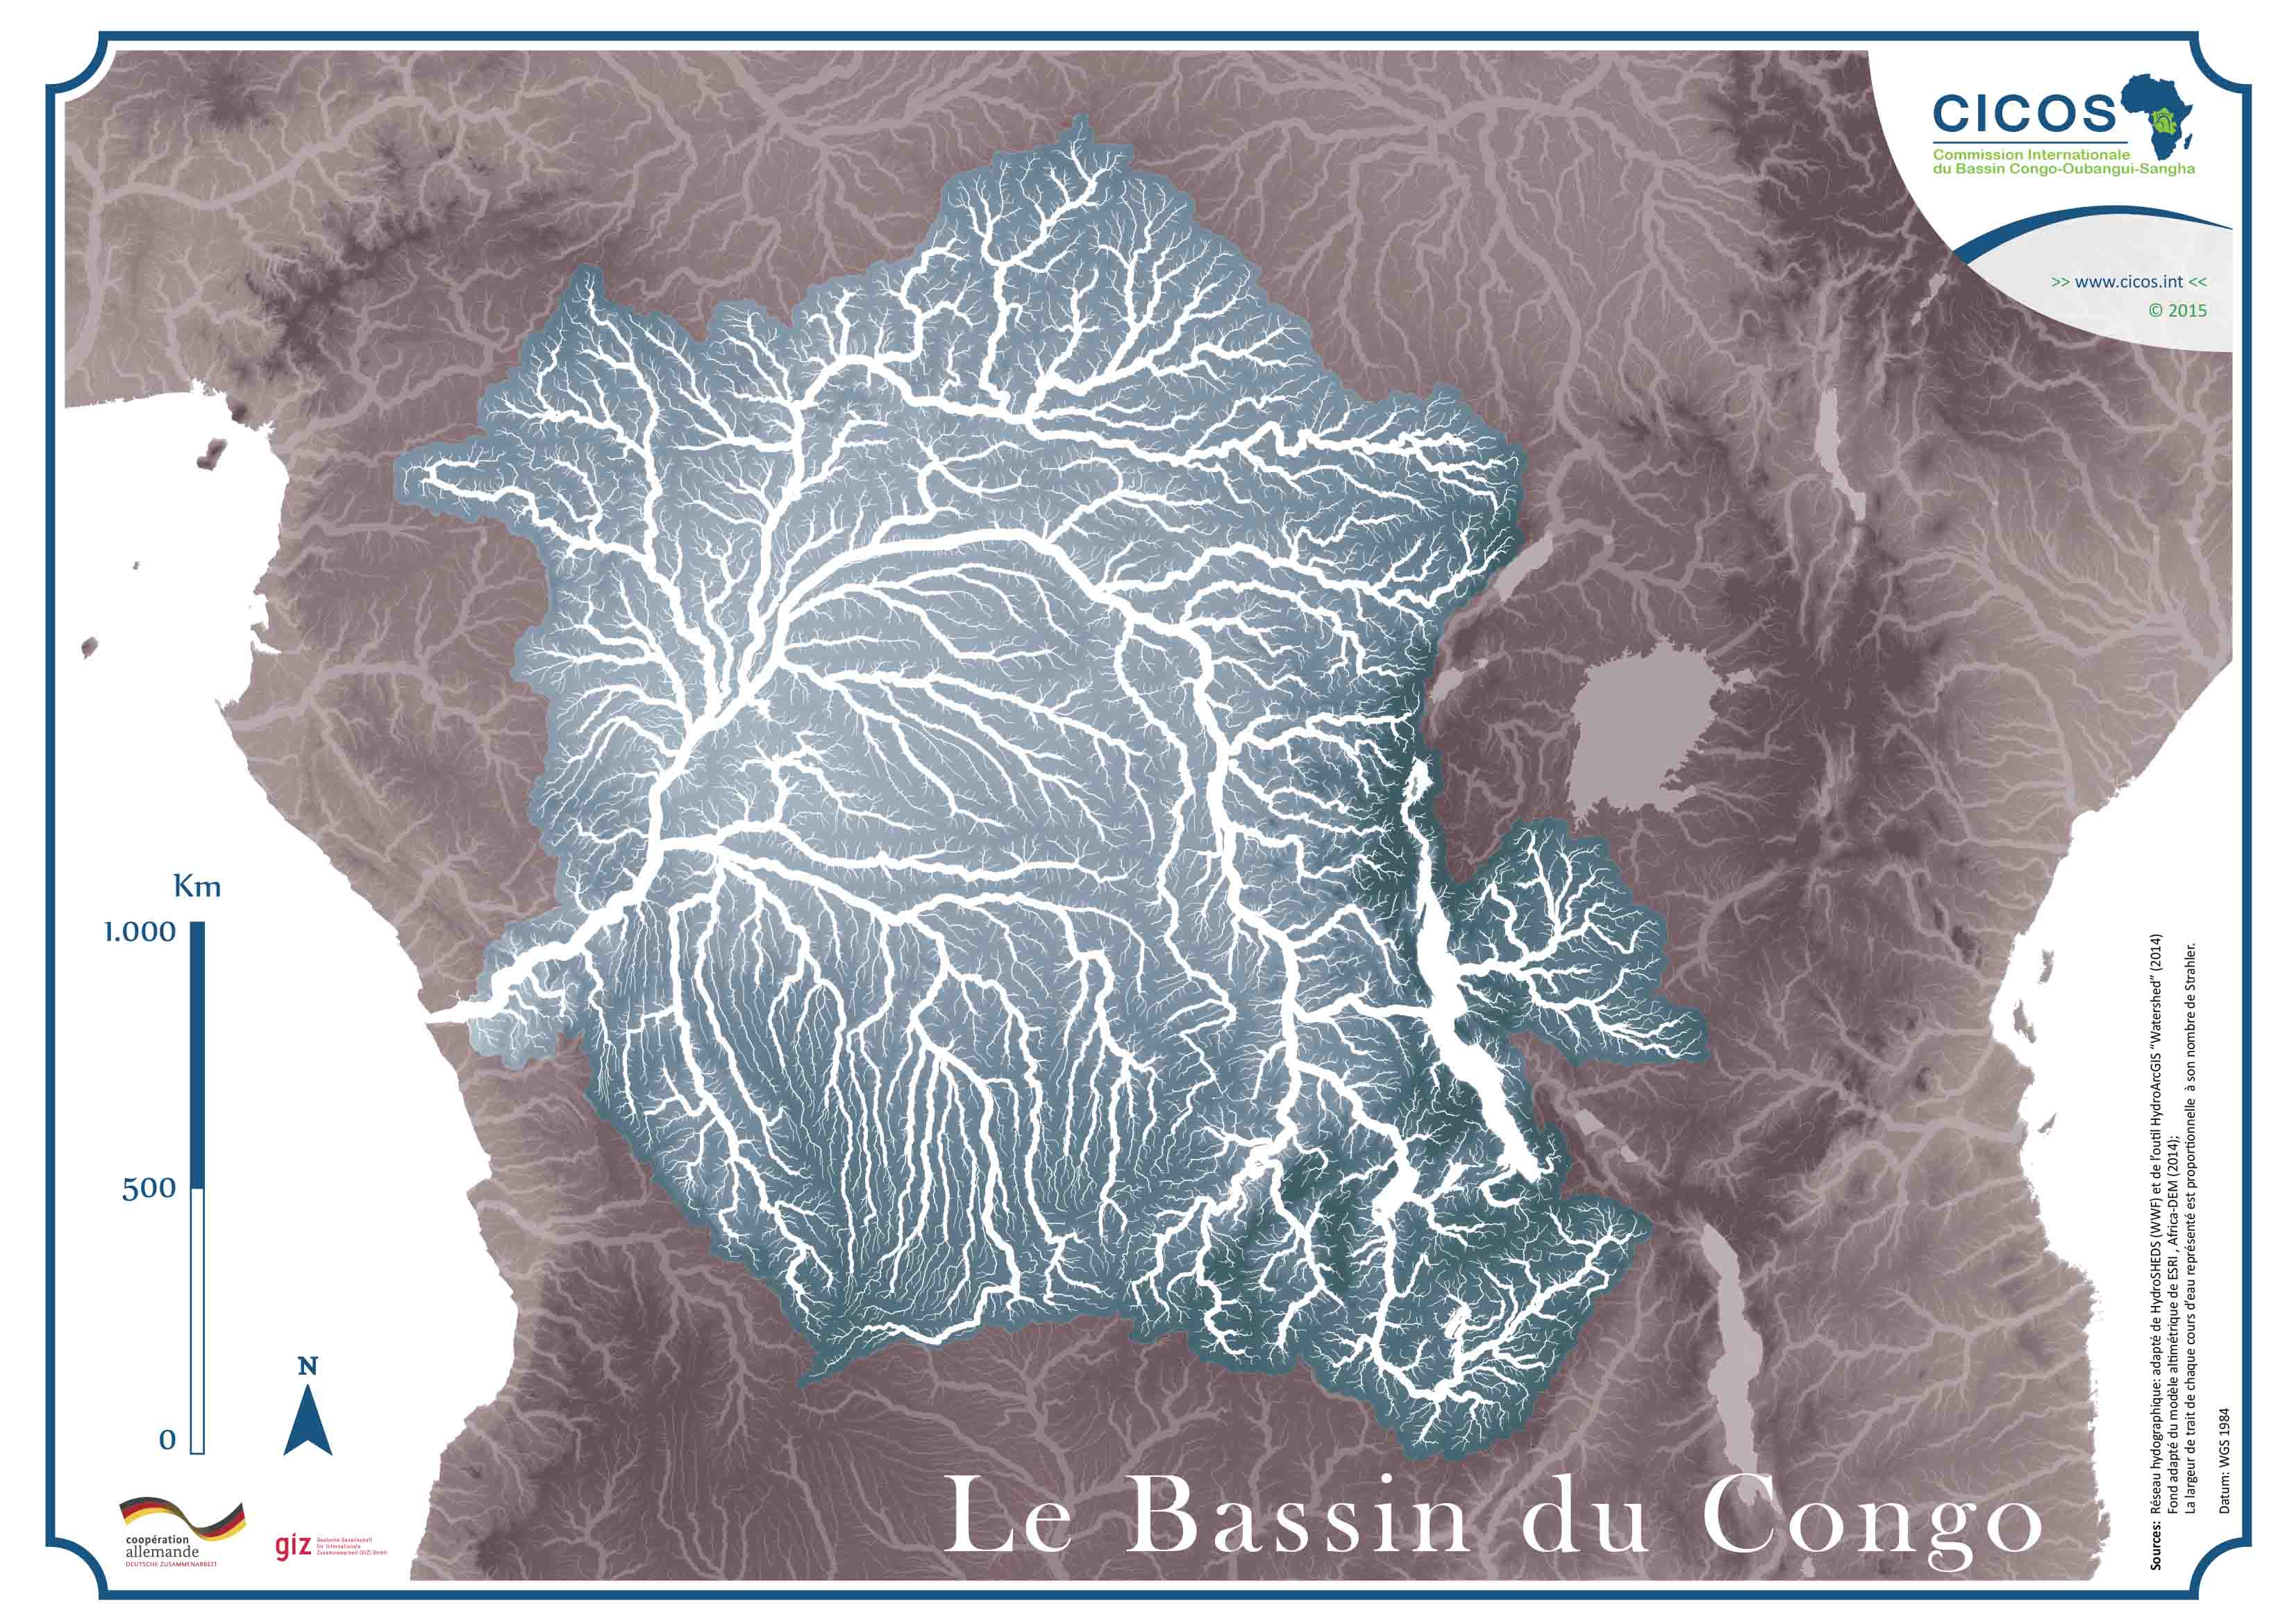 CICOS
Commission Internationale
du Bassin Congo-Oubangui-Sangha
>> www.cicos.int <<
© 2015
Km
1.000
500
0
N
coopération
allemande
DEUTSCHE ZUSAMMENARBEIT
giz
Deutsche Gesellschaft
für Internationale
Zusammenarbeit (GIZ) GmbH
Le Bassin du Congo
Sources: Réseau hydographique: adapté de HydroSHEDS (WWF) et de l'outil HydroArcGIS "Watershed" (2014)
Fond adapté du modèle altimétrique de ESRI , Africa-DEM (2014);
La largeur de trait de chaque cours d'eau représenté est proportionnelle à son nombre de Strahler.
Datum: WGS 1984